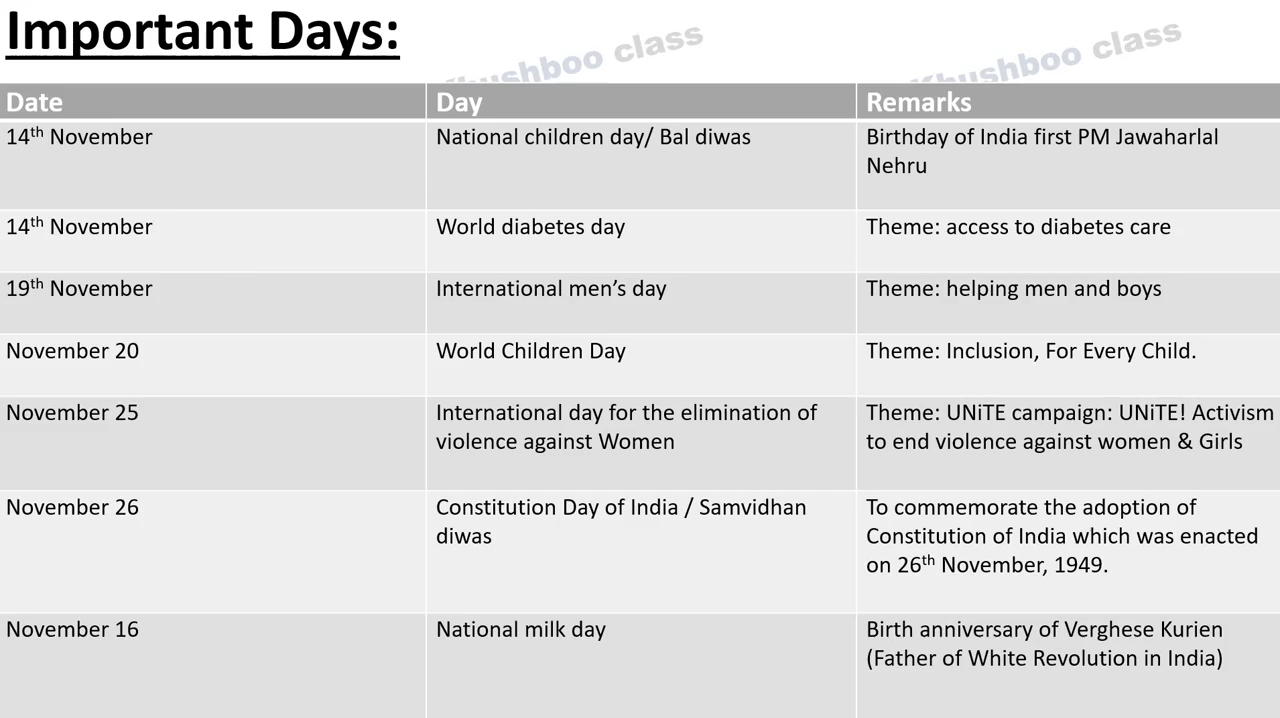 Important Days:
class
class
Date Day Remarks
14th November National children day/ Bal diwas Birthday of India first PM Jawaharlal
Nehru
14th November World diabetes day Theme: access to diabetes care
19th November International men’s day Theme: helping men and boys
November 20 World Children Day Theme: Inclusion, For Every Child.
November 25 International day for the elimination of Theme: UNiTE campaign: UNiTE! Activism
violence against Women to end violence against women & Girls
November 26 Constitution Day of India / Samvidhan To commemorate the adoption of
diwas Constitution of India which was enacted
on 26th November, 1949.
November 16 National milk day Birth anniversary of Verghese Kurien
(Father of White Revolution in India)